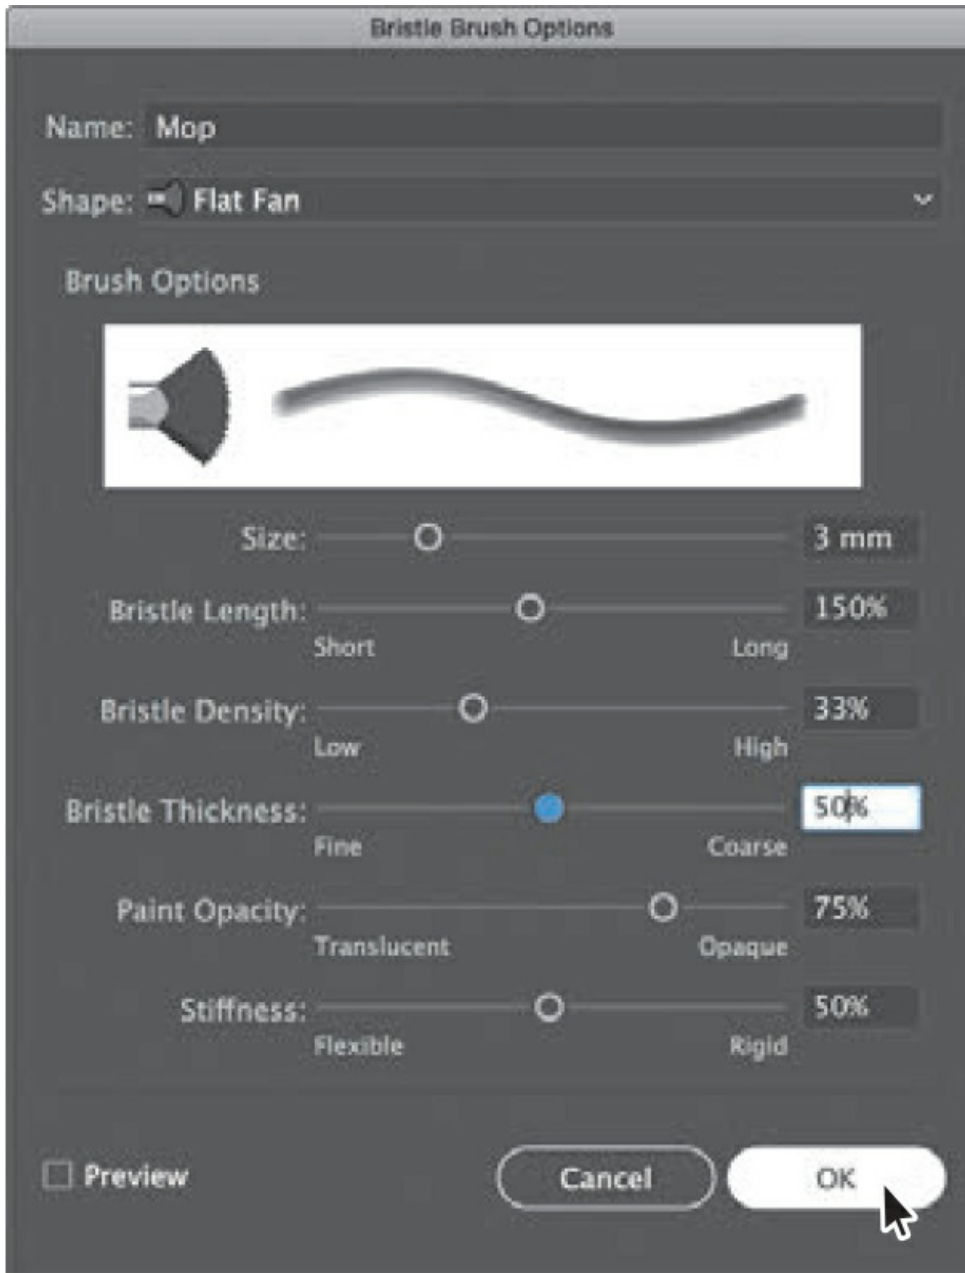 Bristle Brush Options
Name: Mop
Shape: Flat Fan
Brush Options
Size: 3 mm
Bristle Length: 150%
Short Long
Bristle Density: 33%
Low High
Bristle Thickness: 50%
Fine Coarse
Paint Opacity: 75%
Translucent Opaque
Stiffness: 50%
Flexible Rigid
Preview Cancel OK